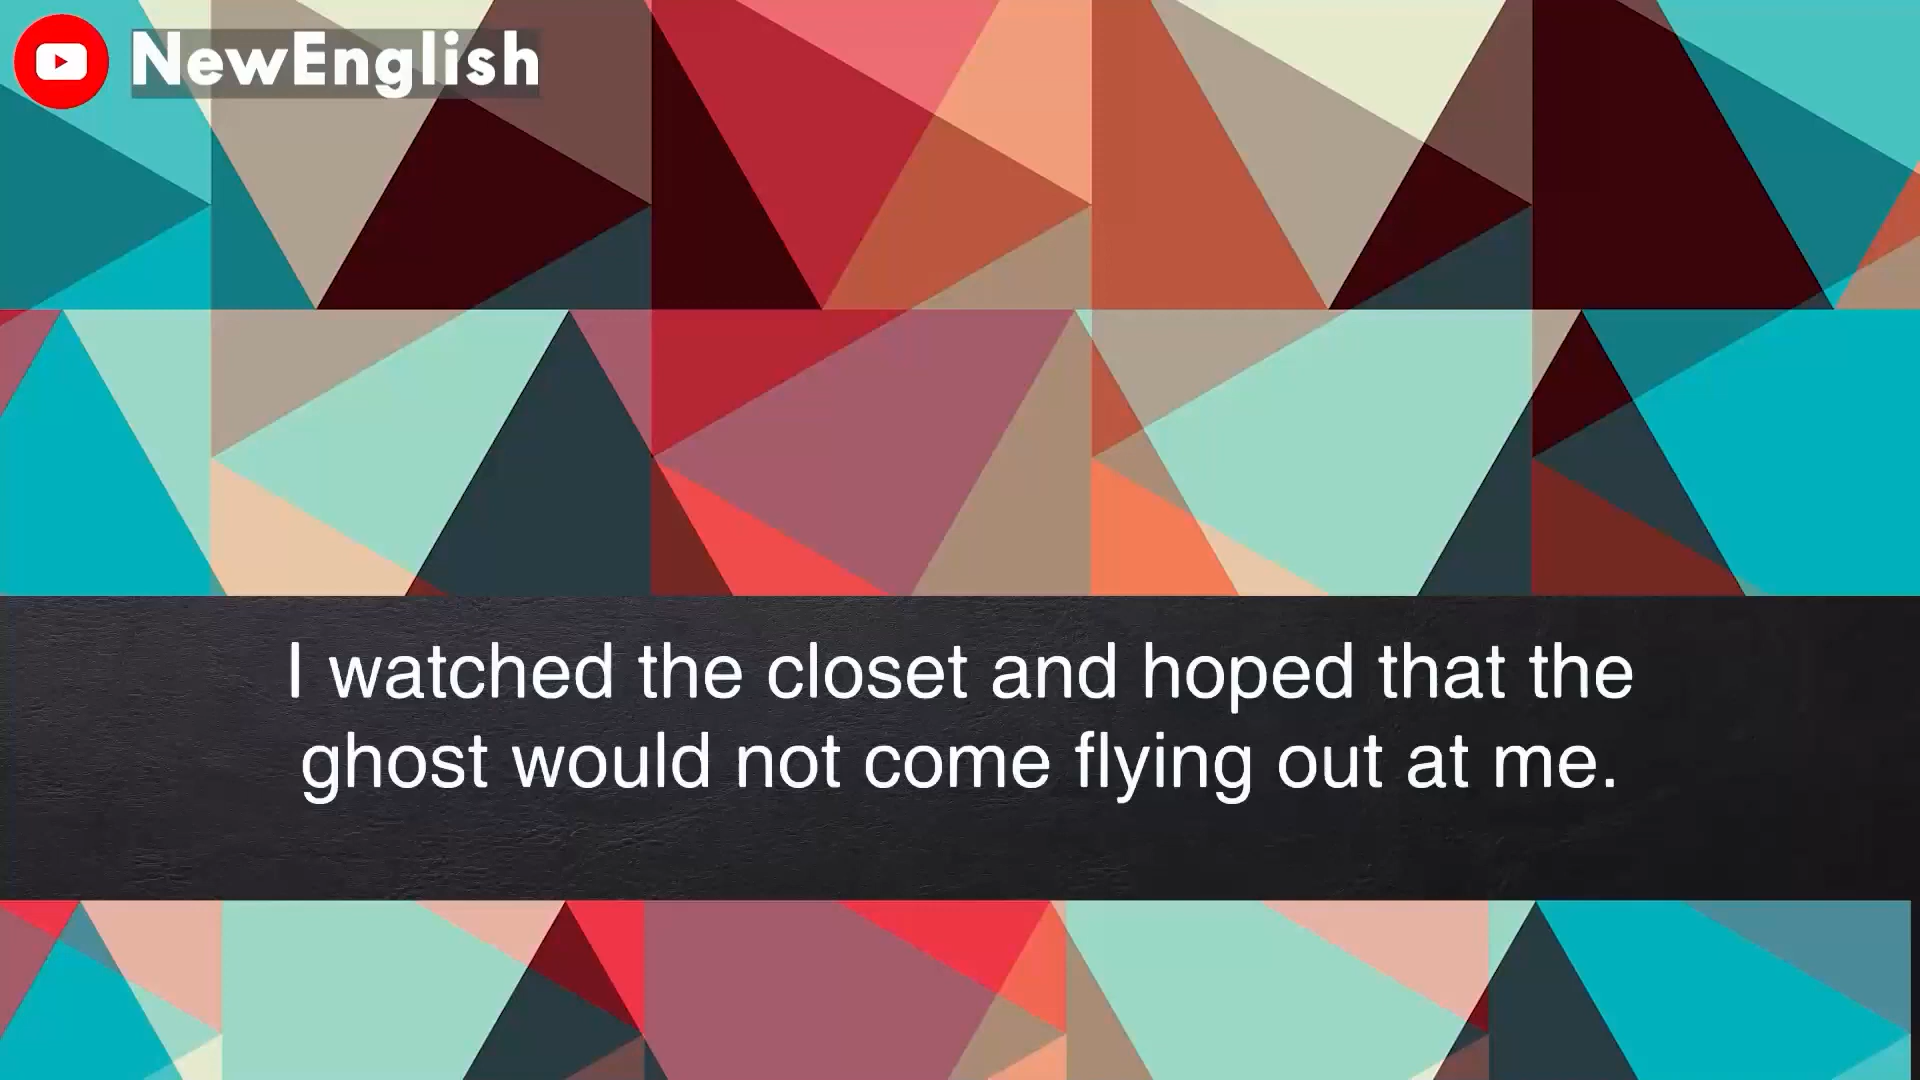 NewEnglish
I watched the closet and hoped that the
ghost would not come flying out at me.